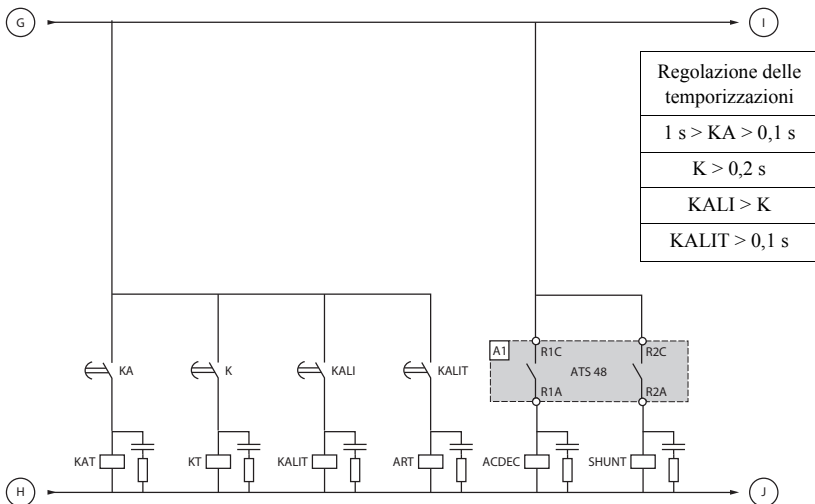 G
I
Regolazione delle
temporizzazioni
1 s > KA > 0,1 s
K > 0,2 s
KALI > K
KALIT > 0,1 s
A1
R1C
R2C
KA
K
KALI
KALIT
ATS 48
R1A
R2A
KAT
KT
KALIT
ART
ACDEC
SHUNT
H
J